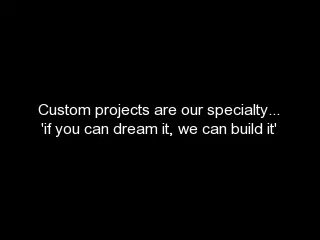 Custom projects are our specialty...
'if you can dream it, we can build it'